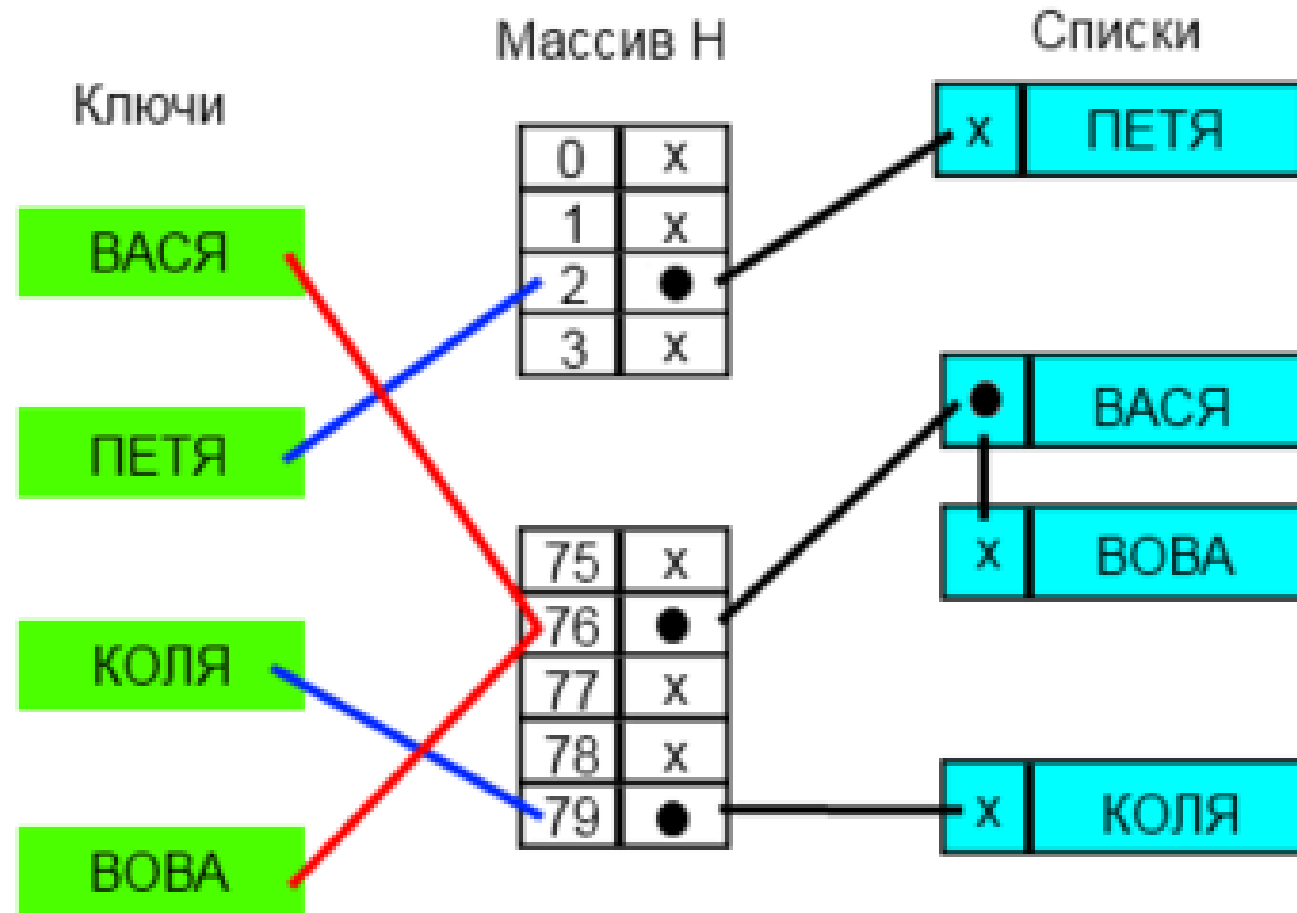 Ключи
ВАСЯ
ПЕТЯ
КОЛЯ
ВОВА
Массив Н
0 х
1 х
2
3 х
75 х
76
77 х
78 х
79
Списки
х ПЕТЯ
ВАСЯ
х ВОВА
х КОЛЯ